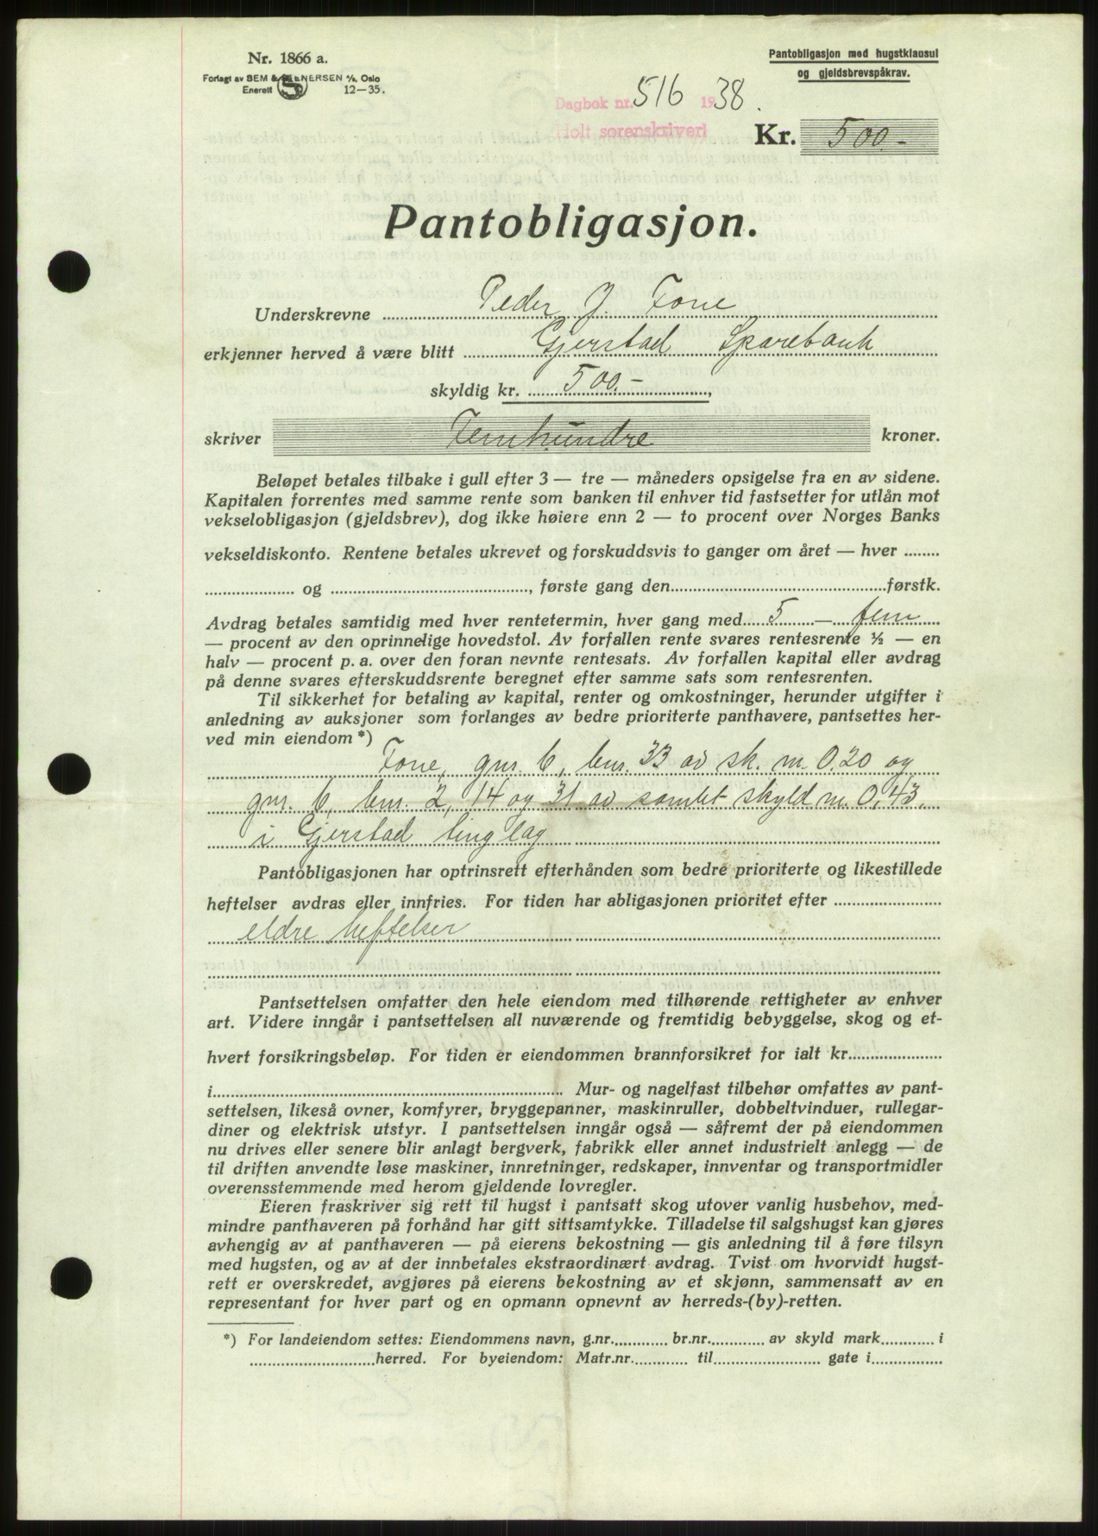 Nr. 1866 a.
Forlagt av SEM & STENERSEN A/S, Oslo
Enerett 12—35.
Pantobligasjon med hugstklausul
og gjeldsbrevspåkrav.
Dagbok nr. 516 1938.
Holt sorenskriveri
Kr. 500.-
Pantobligasjon.
Underskrevne Peder J. Fone
erkjenner herved å være blitt Gjerstad Sparebank
skyldig kr. 500.- ,
skriver Femhundre kroner.
Beløpet betales tilbake i gull efter 3 — tre — måneders opsigelse fra en av sidene.
Kapitalen forrentes med samme rente som banken til enhver tid fastsetter for utlån mot
vekselobligasjon (gjeldsbrev), dog ikke høiere enn 2 — to procent over Norges Banks
vekseldiskonto. Rentene betales ukrevet og forskuddsvis to ganger om året — hver ........
.................... og ............................................, første gang den................................................førstk.
Avdrag betales samtidig med hver rentetermin, hver gang med 5 — fem
— procent av den oprinnelige hovedstol. Av forfallen rente svares rentesrente ½ — en
halv — procent p. a. over den foran nevnte rentesats. Av forfallen kapital eller avdrag
på denne svares efterskuddsrente beregnet efter samme sats som rentesrenten.
Til sikkerhet for betaling av kapital, renter og omkostninger, herunder utgifter i
anledning av auksjoner som forlanges av bedre prioriterte panthavere, pantsettes her-
ved min eiendom*)
Fone, gnr. 6, bnr. 33 av sk. m. 0,20 og
gnr. 6, bnr. 2, 14 og 31 av samlet skyld m. 0,43,
i Gjerstad tinglag
Pantobligasjonen har optrinsrett efterhånden som bedre prioriterte og likestillede
heftelser avdras eller innfries. For tiden har abligasjonen prioritet efter ........................
eldre heftelser
Pantsettelsen omfatter den hele eiendom med tilhørende rettigheter av enhver
art. Videre inngår i pantsettelsen all nuværende og fremtidig bebyggelse, skog og et-
hvert forsikringsbeløp. For tiden er eiendommen brannforsikret for ialt kr.....................
i................................................................................ Mur- og nagelfast tilbehør omfattes av pant-
settelsen, likeså ovner, komfyrer, bryggepanner, maskinruller, dobbeltvinduer, rullegar-
diner og elektrisk utstyr. I pantsettelsen inngår også — såfremt der på eiendommen
nu drives eller senere blir anlagt bergverk, fabrikk eller annet industrielt anlegg — de
til driften anvendte løse maskiner, innretninger, redskaper, innventar og transportmidler
overensstemmende med herom gjeldende lovregler.
Eieren fraskriver sig rett til hugst i pantsatt skog utover vanlig husbehov, med-
mindre panthaveren på forhånd har gitt sittsamtykke. Tilladelse til salgshugst kan gjøres
avhengig av at panthaveren — på eierens bekostning — gis anledning til å føre tilsyn
med hugsten, og av at der innbetales ekstraordinært avdrag. Tvist om hvorvidt hugst-
rett er overskredet, avgjøres på eierens bekostning av et skjønn, sammensatt av en
representant for hver part og en opmann opnevnt av herreds-(by)-retten.
*) For landeiendom settes: Eiendommens navn, g.nr............ br.nr............ av skyld mark........... i
............................herred. For byeiendom: Matr.nr............ til....................... gate i...............